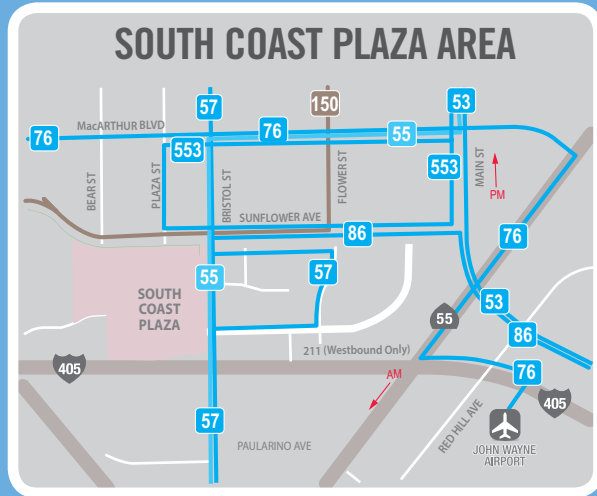 SOUTH COAST PLAZA AREA
57
150
53
MacARTHUR BLVD
76
76
55
553
553
BEAR ST
PLAZA ST
BRISTOL ST
FLOWER ST
MAIN ST
PM
SUNFLOWER AVE
86
76
55
57
SOUTH
COAST
PLAZA
53
55
86
211 (Westbound Only)
405
76
AM
405
57
RED HILL AVE
PAULARINO AVE
JOHN WAYNE
AIRPORT